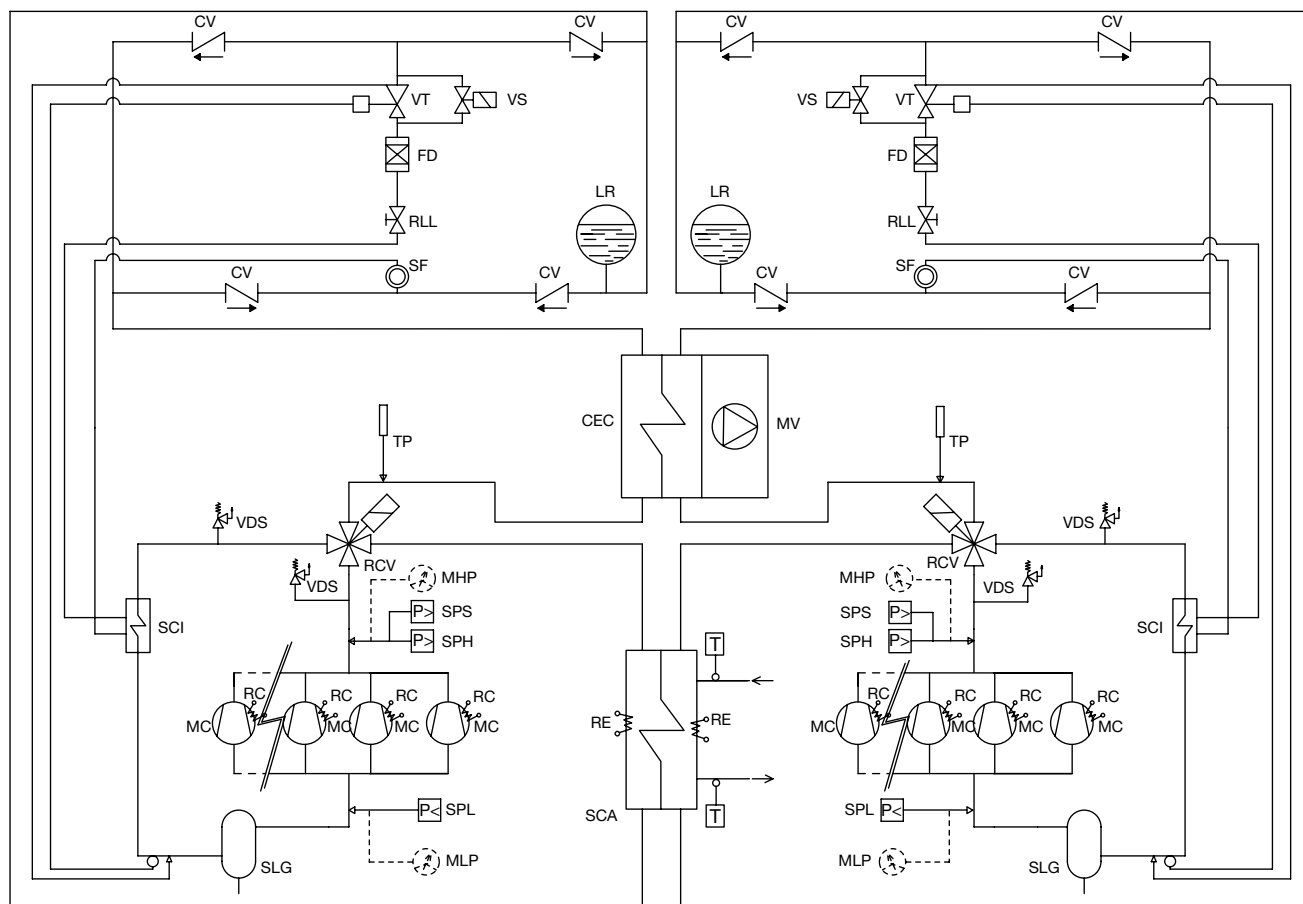 CV CV CV CV
VT VS VS VT
FD FD
LR LR
RLL RLL
SF SF
CV CV CV CV
CEC MV
TP TP
VDS VDS
RCV RCV
VDS MHP MHP VDS
P> SPS SPS P>
SCI P> SPH SPH P> SCI
T
RC RC RC RC RC RC
MC MC MC MC RE RE MC MC MC MC
P< SPL SPL P<
SCA T
SLG MLP MLP SLG